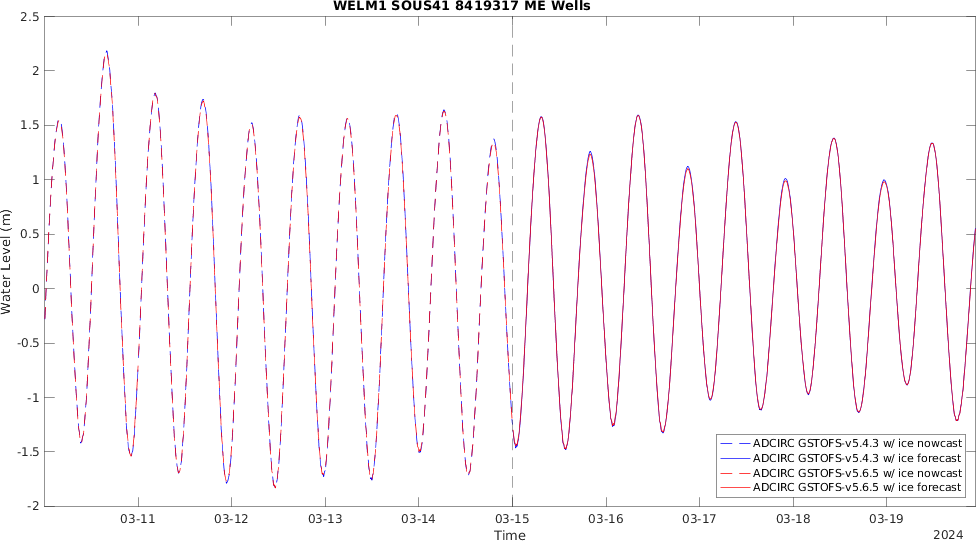 WELM1 SOUS41 8419317 ME Wells
2.5
2
1.5
1
0.5
0
-0.5
-1
-1.5
-2
Water Level (m)
ADCIRC GSTOFS-v5.4.3 w/ ice nowcast
ADCIRC GSTOFS-v5.4.3 w/ ice forecast
ADCIRC GSTOFS-v5.6.5 w/ ice nowcast
ADCIRC GSTOFS-v5.6.5 w/ ice forecast
03-11 03-12 03-13 03-14 03-15 03-16 03-17 03-18 03-19
Time
2024